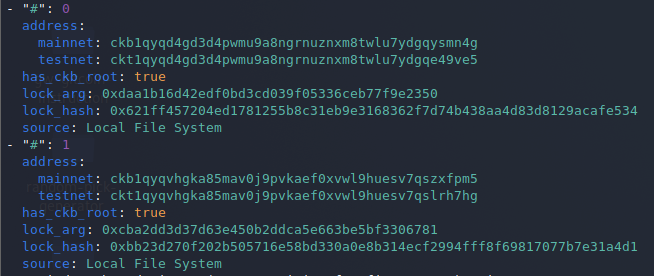 - "#": 0
  address:
    mainnet: ckb1qyqd4gd3d4pwmu9a8ngrnuznxm8twlu7ydgqysmn4g
    testnet: ckt1qyqd4gd3d4pwmu9a8ngrnuznxm8twlu7ydgqe49ve5
  has_ckb_root: true
  lock_arg: 0xdaa1b16d42edf0bd3cd039f05336ceb77f9e2350
  lock_hash: 0x621ff457204ed1781255b8c31eb9e3168362f7d74b438aa4d83d8129acafe534
  source: Local File System
- "#": 1
  address:
    mainnet: ckb1qyqvhgka85mav0j9pvkaef0xvwl9huesv7qszxfpm5
    testnet: ckt1qyqvhgka85mav0j9pvkaef0xvwl9huesv7qslrh7hg
  has_ckb_root: true
  lock_arg: 0xcba2dd3d37d63e450b2ddca5e663be5bf3306781
  lock_hash: 0xbb23d270f202b505716e58bd330a0e8b314ecf2994fff8f69817077b7e31a4d1
  source: Local File System